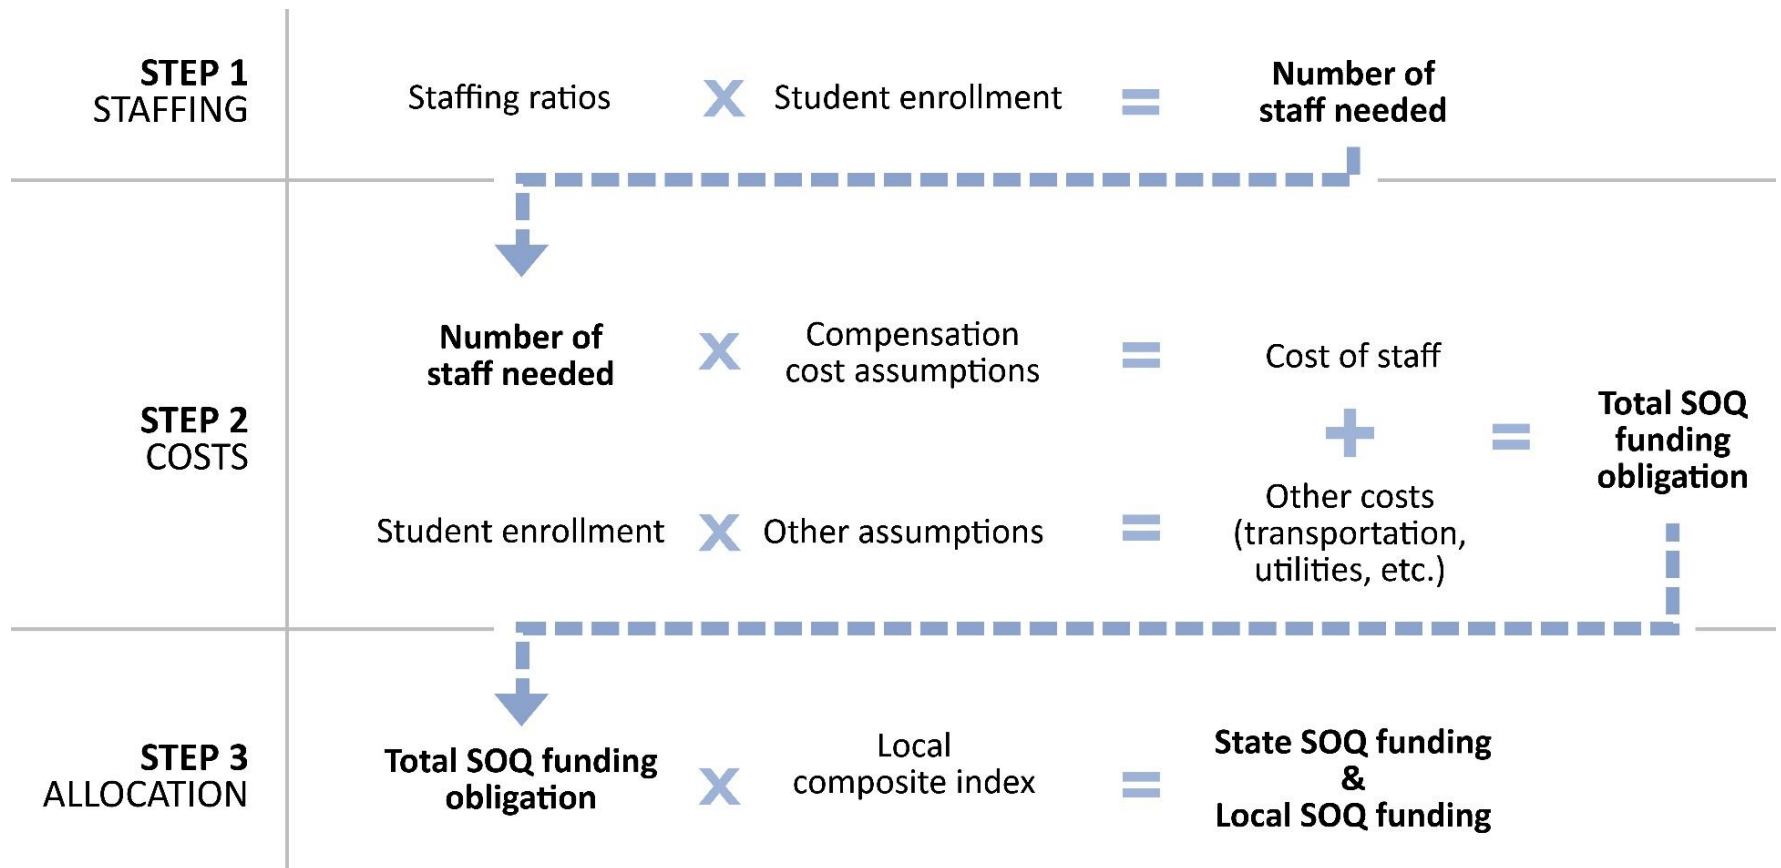 STEP 1
STAFFING
Staffing ratios
X
Student enrollment
=
Number of
staff needed
STEP 2
COSTS
Number of
staff needed
X
Compensation
cost assumptions
=
Cost of staff
+
Student enrollment
X
Other assumptions
=
Other costs
(transportation,
utilities, etc.)
=
Total SOQ
funding
obligation
STEP 3
ALLOCATION
Total SOQ funding
obligation
X
Local
composite index
=
State SOQ funding
&
Local SOQ funding